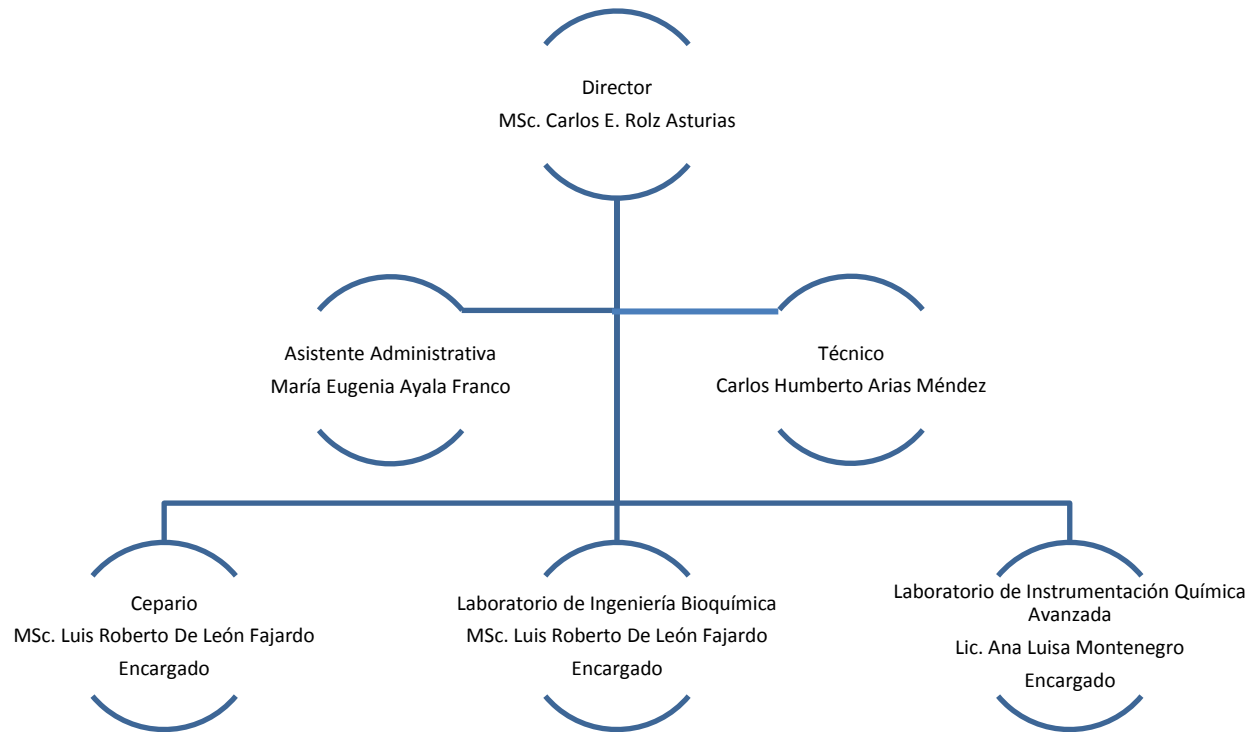 Director
MSc. Carlos E. Rolz Asturias
Asistente Administrativa
María Eugenia Ayala Franco
Técnico
Carlos Humberto Arias Méndez
Cepario
MSc. Luis Roberto De León Fajardo
Encargado
Laboratorio de Ingeniería Bioquímica
MSc. Luis Roberto De León Fajardo
Encargado
Laboratorio de Instrumentación Química
Avanzada
Lic. Ana Luisa Montenegro
Encargado